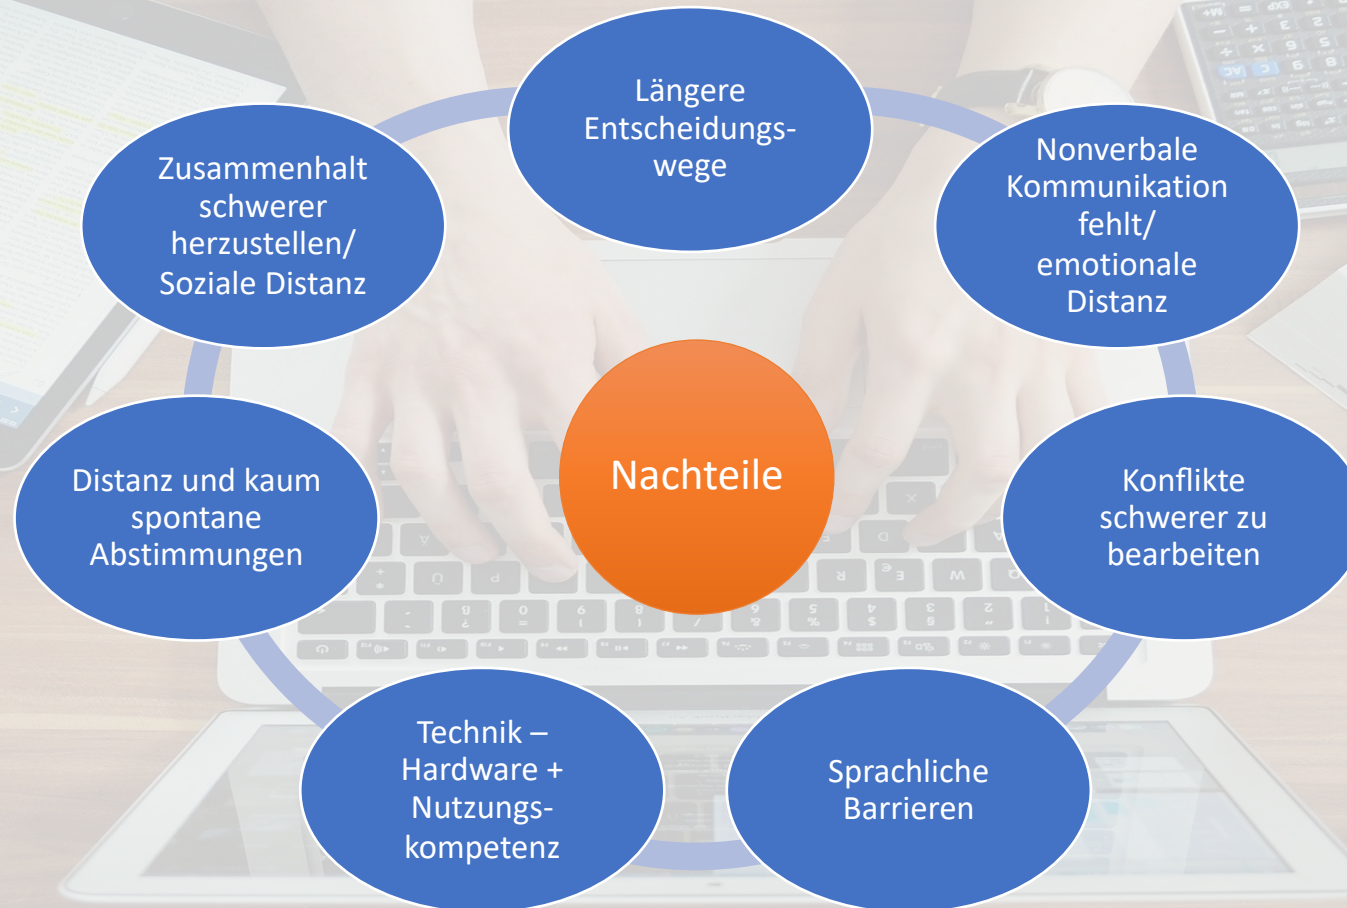 Längere
Entscheidungs-
wege
Nonverbale
Kommunikation
fehlt/
emotionale
Distanz
Konflikte
schwerer zu
bearbeiten
Sprachliche
Barrieren
Technik –
Hardware +
Nutzungs-
kompetenz
Distanz und kaum
spontane
Abstimmungen
Zusammenhalt
schwerer
herzustellen/
Soziale Distanz
Nachteile